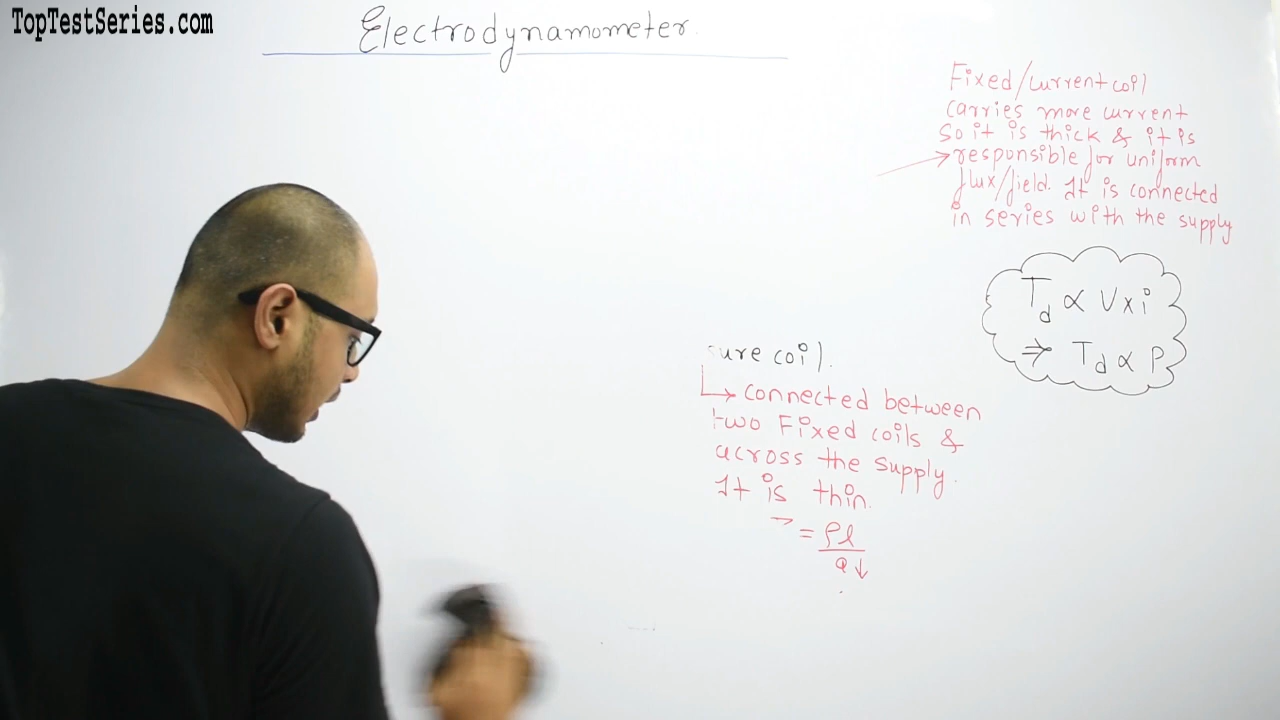 TopTestSeries.com
Electrodynamometer
Fixed/current coil
carries more current
so it is thick & it is
responsible for uniform
flux/field. It is connected
in series with the supply
Td ∝ V x i
⇒ Td ∝ P
sure coil.
connected between
two Fixed coils &
across the supply.
It is thin.
= ρl
a↓